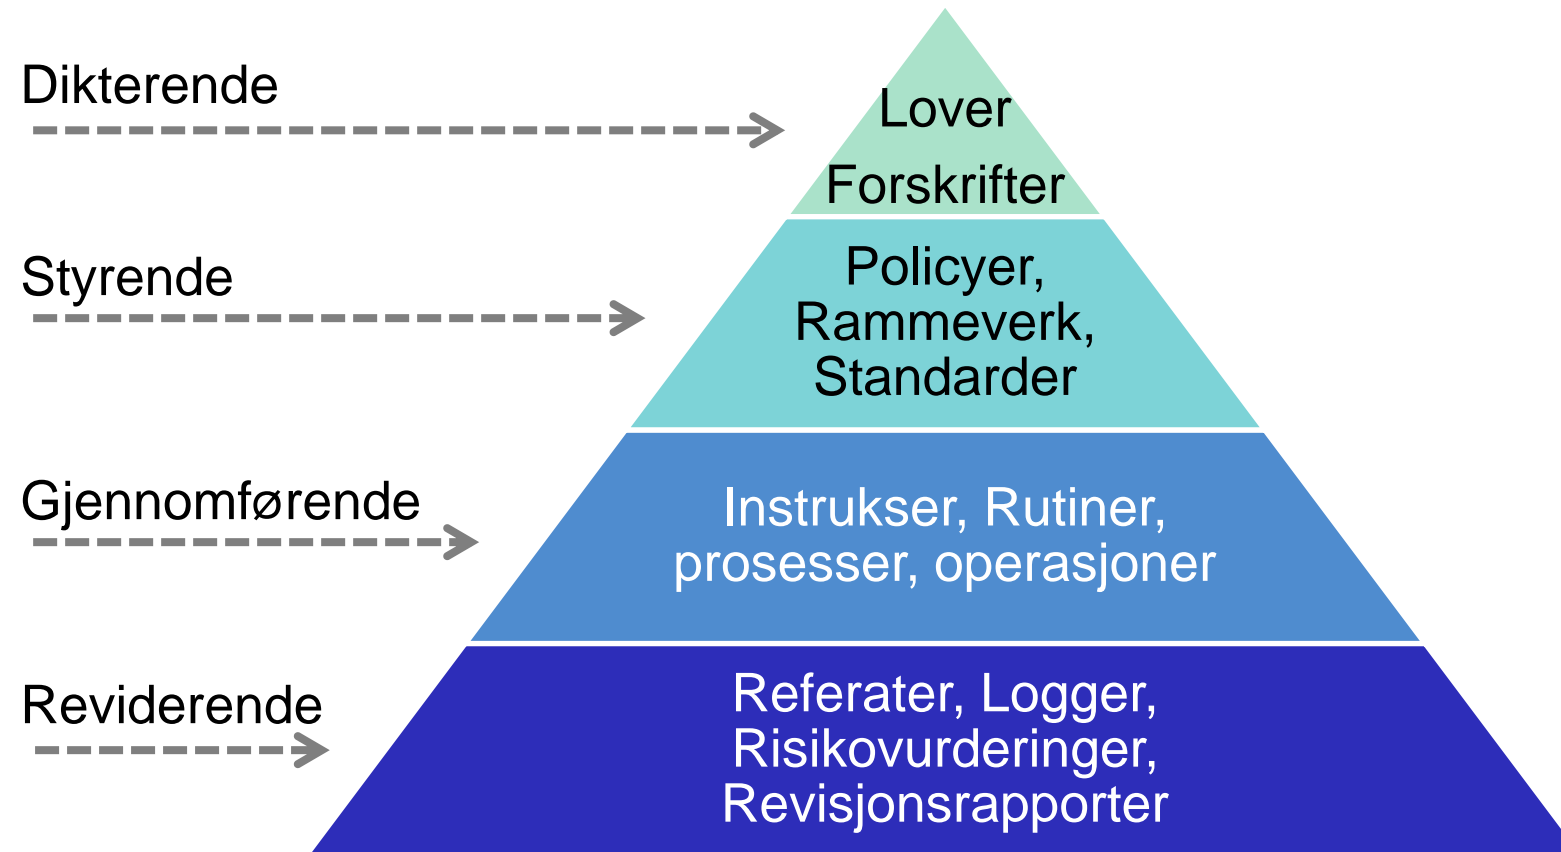 Dikterende
Lover
Forskrifter
Styrende
Policyer,
Rammeverk,
Standarder
Gjennomførende
Instrukser, Rutiner,
prosesser, operasjoner
Reviderende
Referater, Logger,
Risikovurderinger,
Revisjonsrapporter